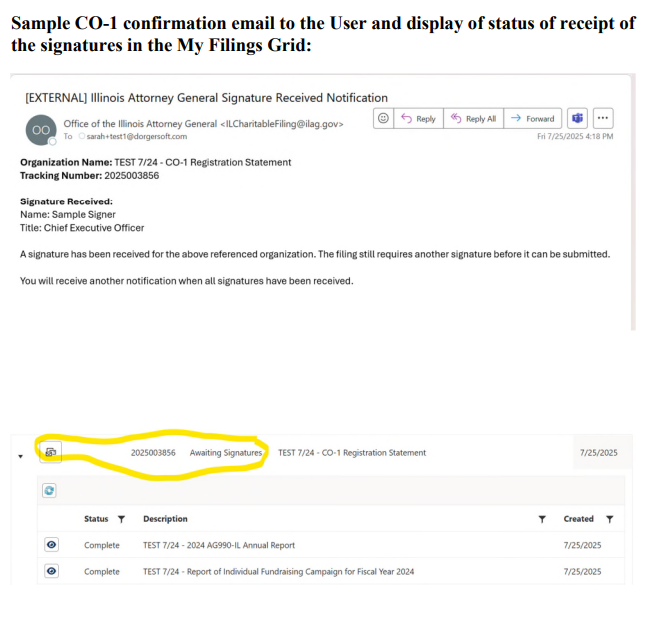 Sample CO-1 confirmation email to the User and display of status of receipt of
the signatures in the My Filings Grid:
[EXTERNAL] Illinois Attorney General Signature Received Notification
OO
Office of the Illinois Attorney General <ILCharitableFiling@ilag.gov>
To sarah+test1@dorgersoft.com
Reply Reply All Forward
Fri 7/25/2025 4:18 PM
Organization Name: TEST 7/24 - CO-1 Registration Statement
Tracking Number: 2025003856
Signature Received:
Name: Sample Signer
Title: Chief Executive Officer
A signature has been received for the above referenced organization. The filing still requires another signature before it can be submitted.
You will receive another notification when all signatures have been received.
2025003856 Awaiting Signatures TEST 7/24 - CO-1 Registration Statement 7/25/2025
Status Description Created
Complete TEST 7/24 - 2024 AG990-IL Annual Report 7/25/2025
Complete TEST 7/24 - Report of Individual Fundraising Campaign for Fiscal Year 2024 7/25/2025